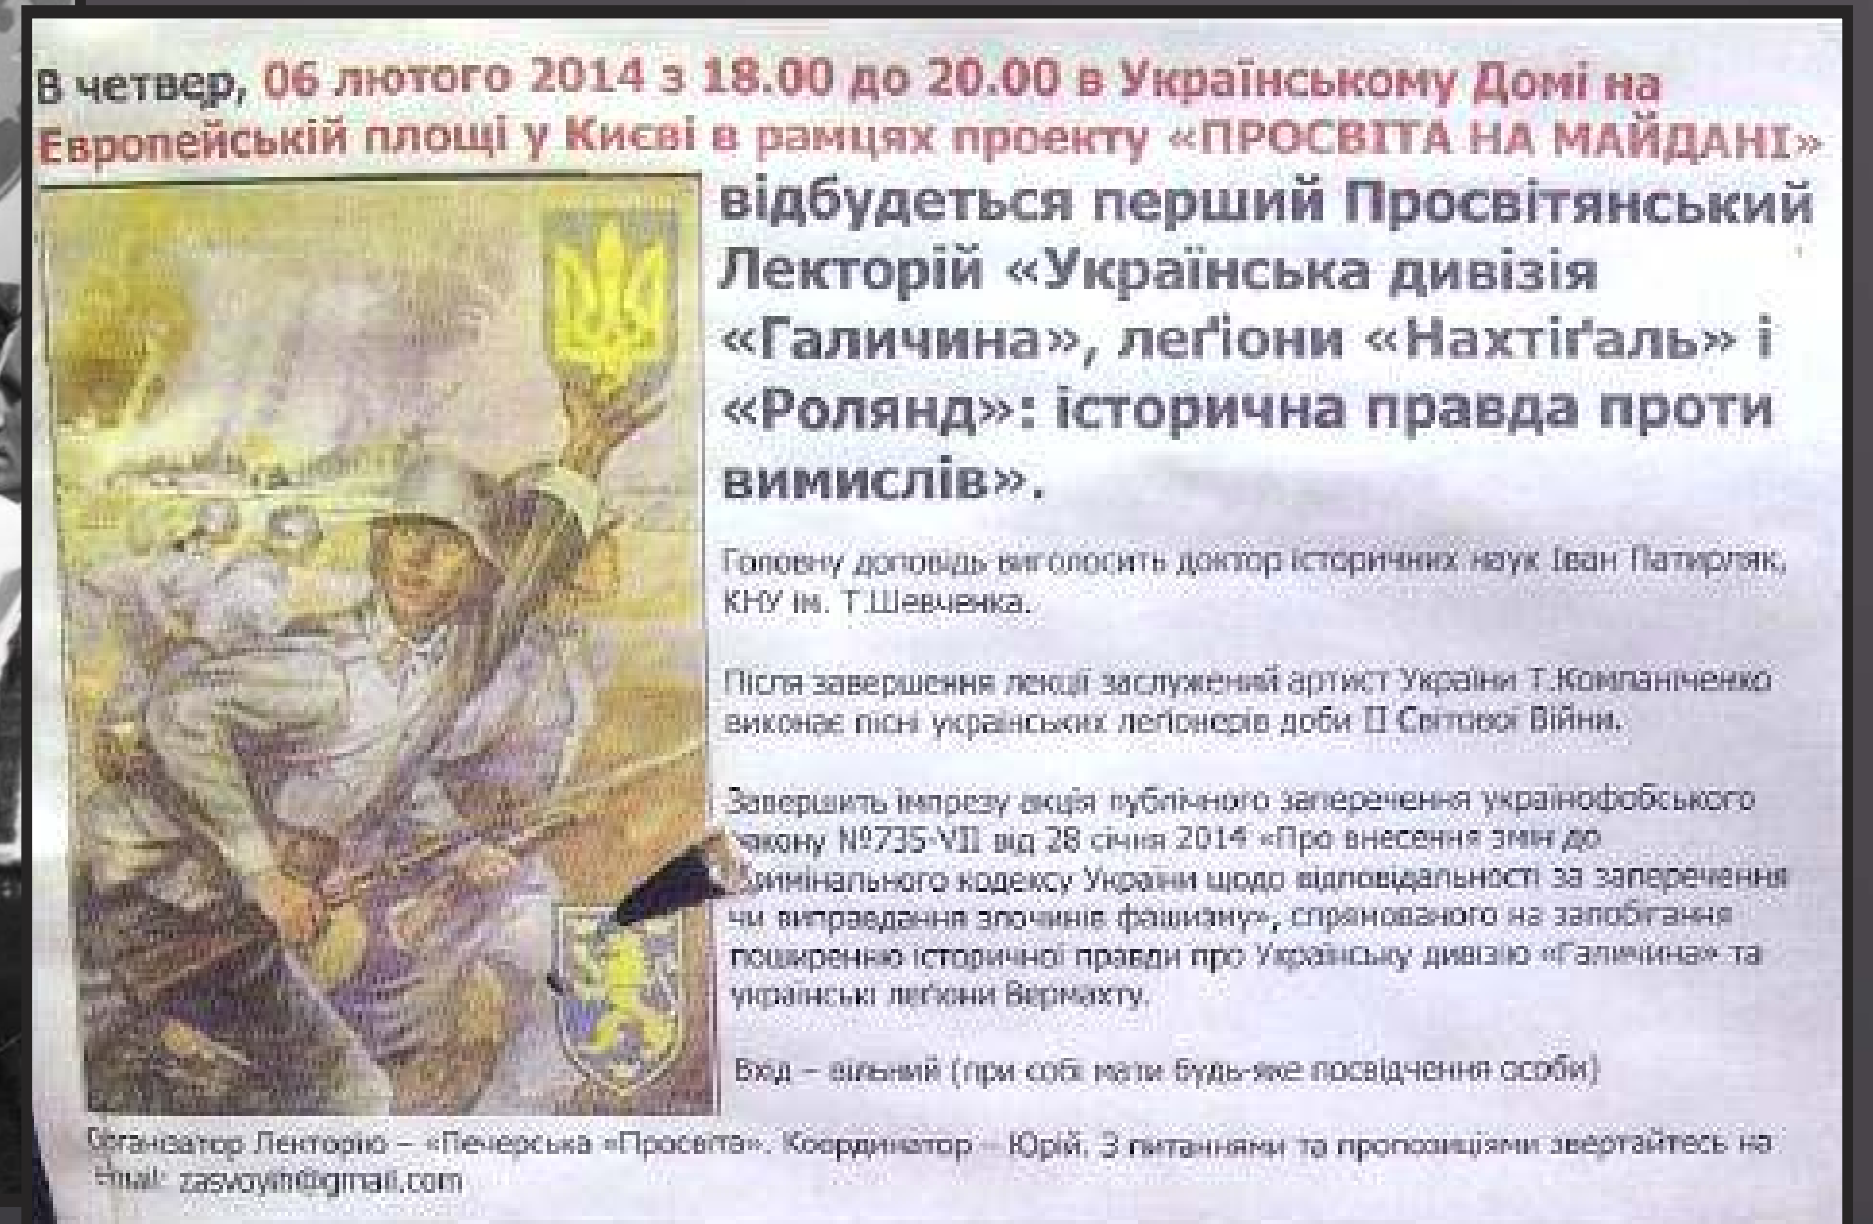 В четвер, 06 лютого 2014 з 18.00 до 20.00 в Українському Домі на
Европейській площі у Києві в рамцях проекту «ПРОСВІТА НА МАЙДАНІ»
відбудеться перший Просвітянський
Лекторій «Українська дивізія
«Галичина», леґіони «Нахтіґаль» і
«Ролянд»: історична правда проти
вимислів».
Головну доповідь виголосить доктор історичних наук Іван Патирляк,
КНУ ім. Т.Шевченка.
Після завершення лекції заслужений артист України Т.Компаніченко
виконає пісні українських леґіонерів доби ІІ Світової Війни.
Завершить імпрезу акція публічного заперечення українофобського
закону №735-VII від 28 січня 2014 «Про внесення змін до
Кримінального кодексу України щодо відповідальності за заперечення
чи виправдання злочинів фашизму», спрямованого на запобігання
поширенню історичної правди про Українську дивізію «Галичина» та
українські леґіони Вермахту.
Вхід – вільний (при собі мати будь-яке посвідчення особи)
Організатор Лекторію – «Печерська «Просвіта». Координатор – Юрій. З питаннями та пропозиціями звертайтесь на